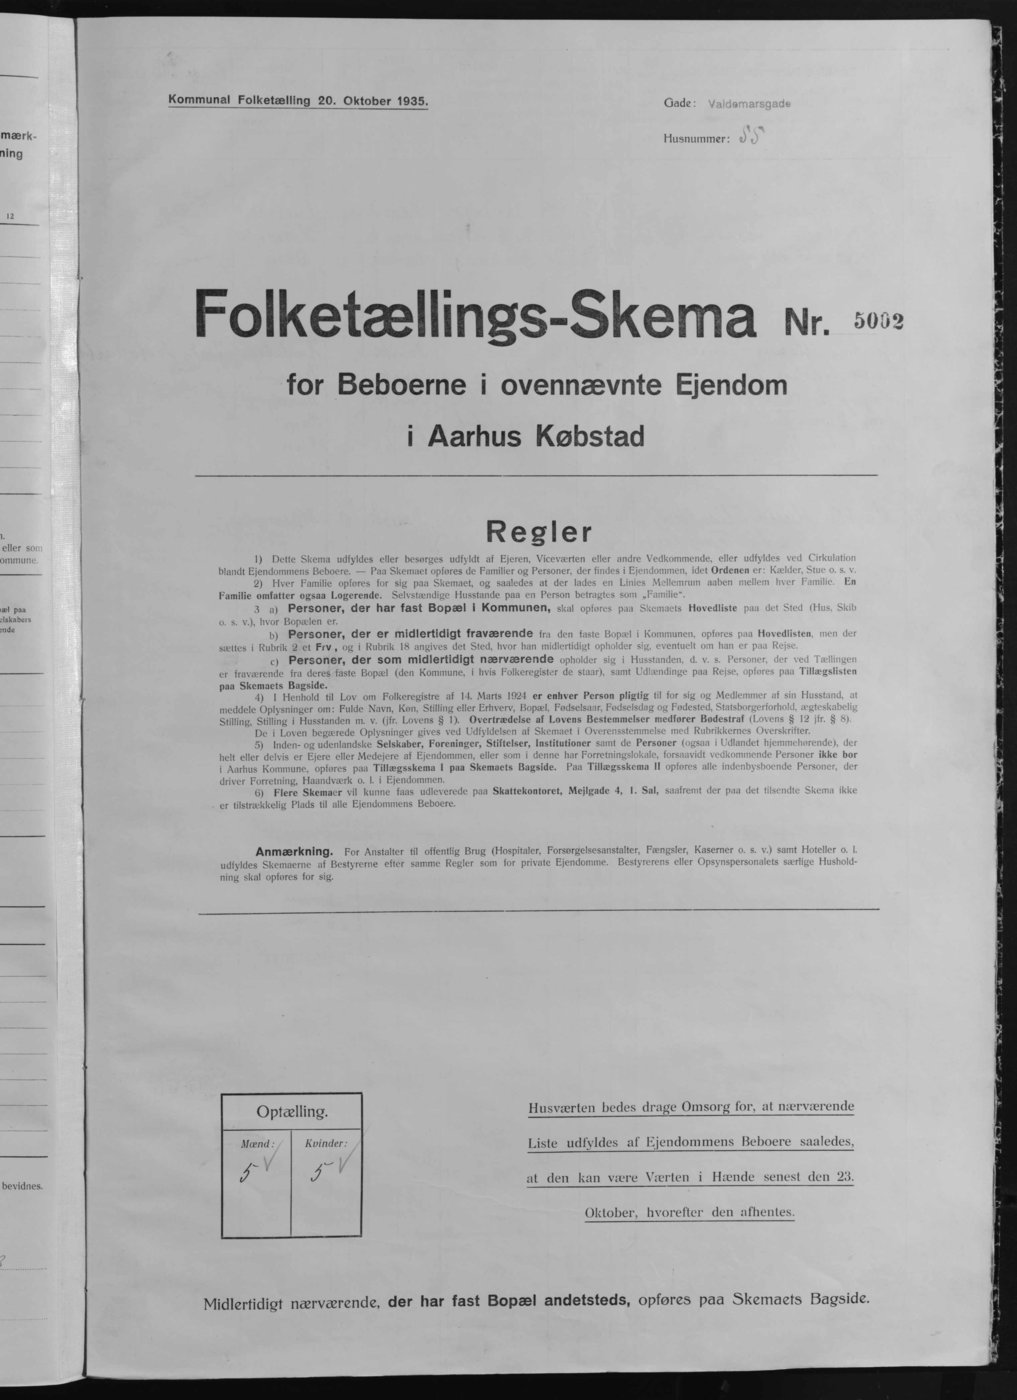 mærk-
ning
12
eller som
ommune.
æl paa
elskabers
ende
bevidnes.
Kommunal Folketælling 20. Oktober 1935.
Gade: Valdemarsgade
Husnummer: 55
Folketællings-Skema Nr. 5002
for Beboerne i ovennævnte Ejendom
i Aarhus Købstad
Regler
1) Dette Skema udfyldes eller besørges udfyldt af Ejeren, Viceværten eller andre Vedkommende, eller udfyldes ved Cirkulation
blandt Ejendommens Beboere. — Paa Skemaet opføres de Familier og Personer, der findes i Ejendommen, idet Ordenen er: Kælder, Stue o. s. v.
2) Hver Familie opføres for sig paa Skemaet, og saaledes at der lades en Linies Mellemrum aaben mellem hver Familie. En
Familie omfatter ogsaa Logerende. Selvstændige Husstande paa en Person betragtes som „Familie“.
3 a) Personer, der har fast Bopæl i Kommunen, skal opføres paa Skemaets Hovedliste paa det Sted (Hus, Skib
o. s. v.), hvor Bopælen er.
b) Personer, der er midlertidigt fraværende fra den faste Bopæl i Kommunen, opføres paa Hovedlisten, men der
sættes i Rubrik 2 et Frv., og i Rubrik 18 angives det Sted, hvor han midlertidigt opholder sig, eventuelt om han er paa Rejse.
c) Personer, der som midlertidigt nærværende opholder sig i Husstanden, d. v. s. Personer, der ved Tællingen
er fraværende fra deres faste Bopæl (den Kommune, i hvis Folkeregister de staar), samt Udlændinge paa Rejse, opføres paa Tillægslisten
paa Skemaets Bagside.
4) I Henhold til Lov om Folkeregistre af 14. Marts 1924 er enhver Person pligtig til for sig og Medlemmer af sin Husstand, at
meddele Oplysninger om: Fulde Navn, Køn, Stilling eller Erhverv, Bopæl, Fødselsaar, Fødselsdag og Fødested, Statsborgerforhold, ægteskabelig
Stilling, Stilling i Husstanden m. v. (jfr. Lovens § 1). Overtrædelse af Lovens Bestemmelser medfører Bødestraf (Lovens § 12 jfr. § 8).
De i Loven begærede Oplysninger gives ved Udfyldelsen af Skemaet i Overensstemmelse med Rubrikkernes Overskrifter.
5) Inden- og udenlandske Selskaber, Foreninger, Stiftelser, Institutioner samt de Personer (ogsaa i Udlandet hjemmehørende), der
helt eller delvis er Ejere eller Medejere af Ejendommen, eller som i denne har Forretningslokale, forsaavidt vedkommende Personer ikke bor
i Aarhus Kommune, opføres paa Tillægsskema I paa Skemaets Bagside. Paa Tillægsskema II opføres alle indenbysboende Personer, der
driver Forretning, Haandværk o. l. i Ejendommen.
6) Flere Skemaer vil kunne faas udleverede paa Skattekontoret, Mejlgade 4, 1. Sal, saafremt der paa det tilsendte Skema ikke
er tilstrækkelig Plads til alle Ejendommens Beboere.
Anmærkning. For Anstalter til offentlig Brug (Hospitaler, Forsørgelsesanstalter, Fængsler, Kaserner o. s. v.) samt Hoteller o. l.
udfyldes Skemaerne af Bestyrerne efter samme Regler som for private Ejendomme. Bestyrerens eller Opsynspersonalets særlige Hushold-
ning skal opføres for sig.
Optælling.
Mænd: Kvinder:
5 5
Husværten bedes drage Omsorg for, at nærværende
Liste udfyldes af Ejendommens Beboere saaledes,
at den kan være Værten i Hænde senest den 23.
Oktober, hvorefter den afhentes.
Midlertidigt nærværende, der har fast Bopæl andetsteds, opføres paa Skemaets Bagside.